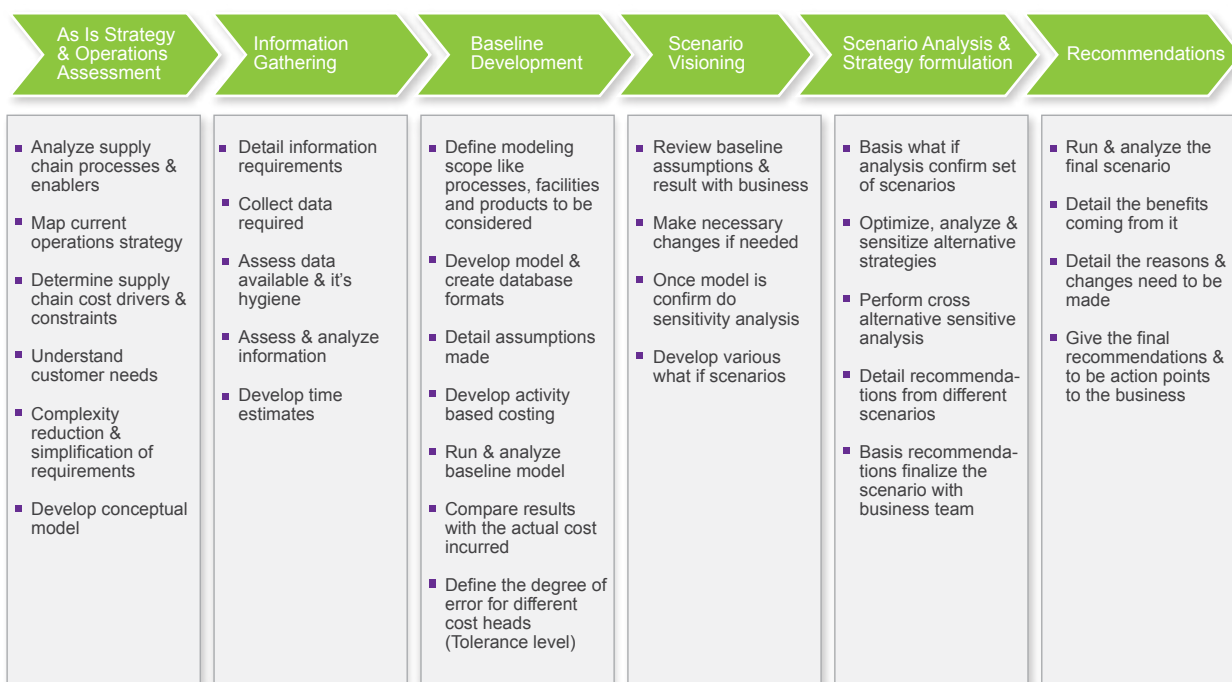 As Is Strategy
& Operations
Assessment
Information
Gathering
Baseline
Development
Scenario
Visioning
Scenario Analysis &
Strategy formulation
Recommendations
Analyze supply
chain processes &
enablers
Map current
operations strategy
Determine supply
chain cost drivers &
constraints
Understand
customer needs
Complexity
reduction &
simplification of
requirements
Develop conceptual
model
Detail information
requirements
Collect data
required
Assess data
available & it's
hygiene
Assess & analyze
information
Develop time
estimates
Define modeling
scope like
processes, facilities
and products to be
considered
Develop model &
create database
formats
Detail assumptions
made
Develop activity
based costing
Run & analyze
baseline model
Compare results
with the actual cost
incurred
Define the degree of
error for different
cost heads
(Tolerance level)
Review baseline
assumptions &
result with business
Make necessary
changes if needed
Once model is
confirm do
sensitivity analysis
Develop various
what if scenarios
Basis what if
analysis confirm set
of scenarios
Optimize, analyze &
sensitize alternative
strategies
Perform cross
alternative sensitive
analysis
Detail recommenda-
tions from different
scenarios
Basis recommenda-
tions finalize the
scenario with
business team
Run & analyze the
final scenario
Detail the benefits
coming from it
Detail the reasons &
changes need to be
made
Give the final
recommendations &
to be action points
to the business